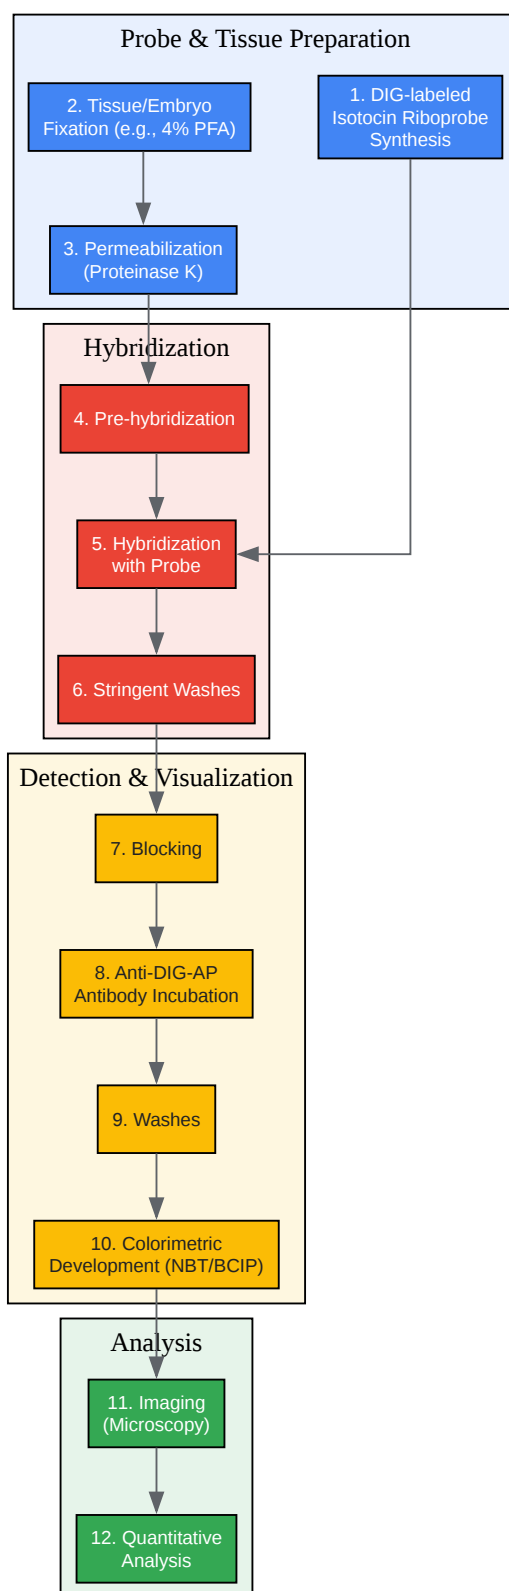 Probe & Tissue Preparation
2. Tissue/Embryo
Fixation (e.g., 4% PFA)
1. DIG-labeled
Isotocin Riboprobe
Synthesis
3. Permeabilization
(Proteinase K)
Hybridization
4. Pre-hybridization
5. Hybridization
with Probe
6. Stringent Washes
Detection & Visualization
7. Blocking
8. Anti-DIG-AP
Antibody Incubation
9. Washes
10. Colorimetric
Development (NBT/BCIP)
Analysis
11. Imaging
(Microscopy)
12. Quantitative
Analysis